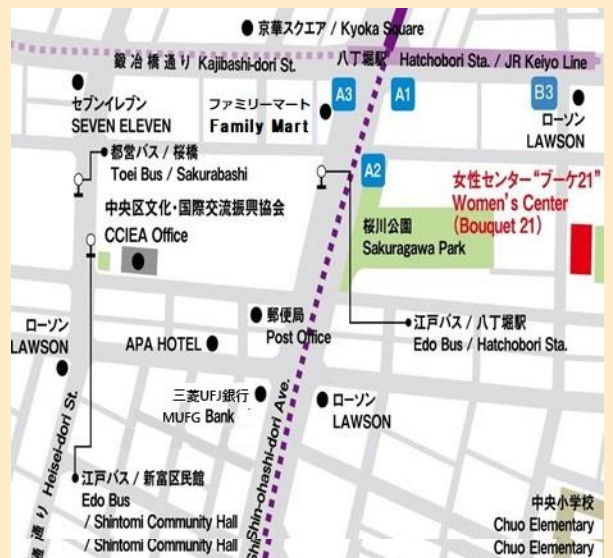 京華スクエア / Kyoka Square
鍛冶橋通り Kajibashi-dori St.
八丁堀駅 Hatchobori Sta. / JR Keiyo Line
セブンイレブン
SEVEN ELEVEN
ファミリーマート
Family Mart
A3
A1
B3
ローソン
LAWSON
都営バス / 桜橋
Toei Bus / Sakurabashi
A2
女性センター"ブーケ21"
Women's Center
(Bouquet 21)
中央区文化・国際交流振興協会
CCIEA Office
桜川公園
Sakuragawa Park
郵便局
Post Office
江戸バス / 八丁堀駅
Edo Bus / Hatchobori Sta.
ローソン
LAWSON
APA HOTEL
三菱UFJ銀行
MUFG Bank
ローソン
LAWSON
通り Heisei-dori St.
Shin-ohashi-dori Ave.
江戸バス / 新富区民館
Edo Bus
/ Shintomi Community Hall
/ Shintomi Community Hall
中央小学校
Chuo Elementary
Chuo Elementary